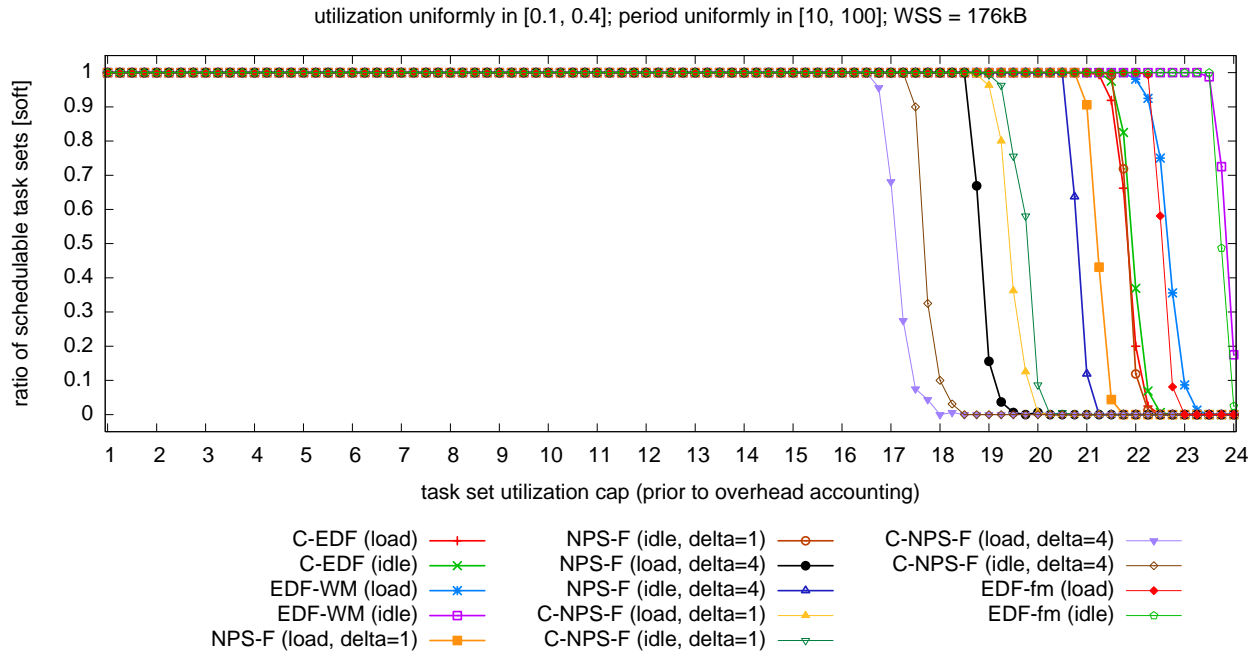 utilization uniformly in [0.1, 0.4]; period uniformly in [10, 100]; WSS = 176kB
ratio of schedulable task sets [soft]
1
0.9
0.8
0.7
0.6
0.5
0.4
0.3
0.2
0.1
0
1 2 3 4 5 6 7 8 9 10 11 12 13 14 15 16 17 18 19 20 21 22 23 24
task set utilization cap (prior to overhead accounting)
C-EDF (load)
C-EDF (idle)
EDF-WM (load)
EDF-WM (idle)
NPS-F (load, delta=1)
NPS-F (idle, delta=1)
NPS-F (load, delta=4)
NPS-F (idle, delta=4)
C-NPS-F (load, delta=1)
C-NPS-F (idle, delta=1)
C-NPS-F (load, delta=4)
C-NPS-F (idle, delta=4)
EDF-fm (load)
EDF-fm (idle)